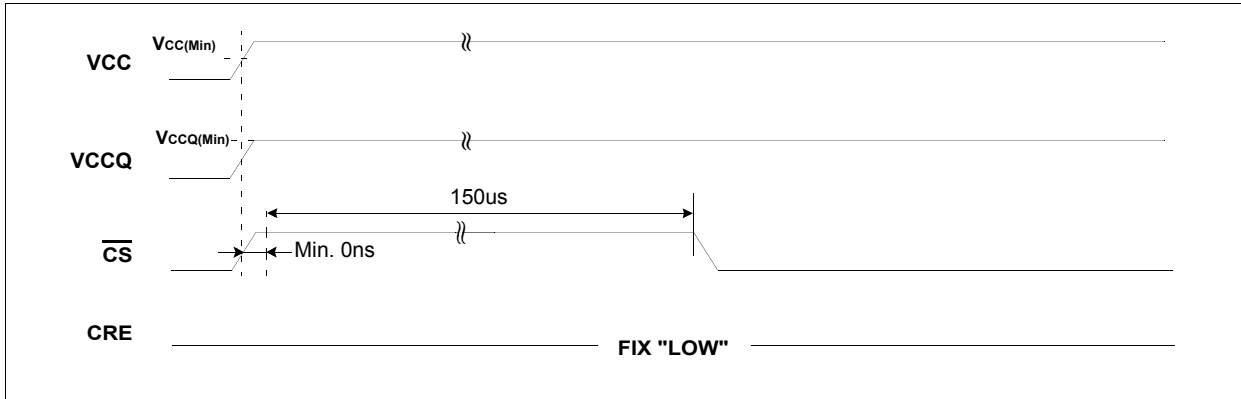 VCC(Min)
VCC
VCCQ(Min)
VCCQ
150us
CS
Min. 0ns
CRE
FIX "LOW"